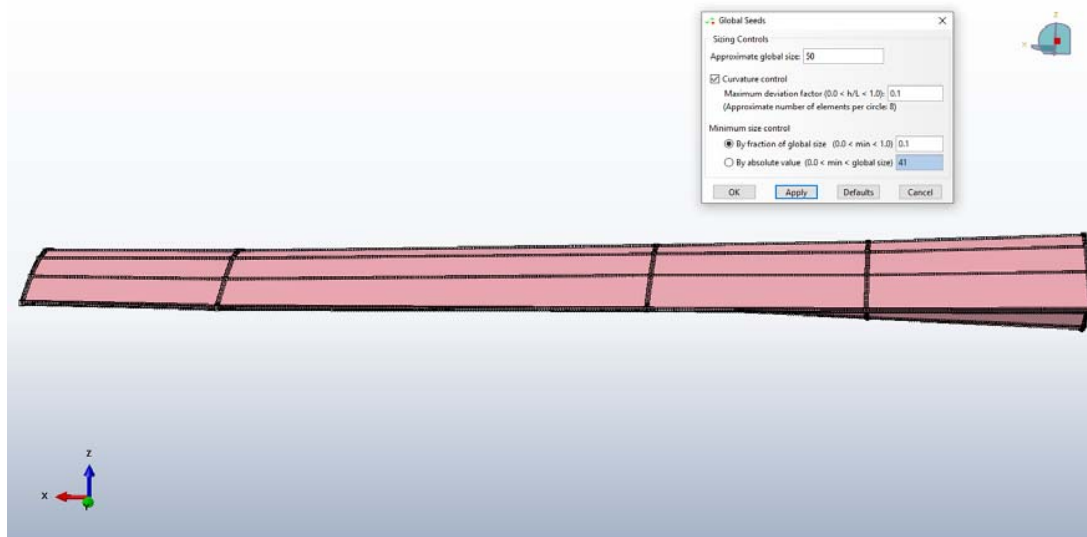 Global Seeds
Sizing Controls
Approximate global size: 50
Curvature control
Maximum deviation factor (0.0 < h/L < 1.0): 0.1
(Approximate number of elements per circle: 8)
Minimum size control
By fraction of global size (0.0 < min < 1.0) 0.1
By absolute value (0.0 < min < global size) 41
OK Apply Defaults Cancel
Z
X
Z
X
Y